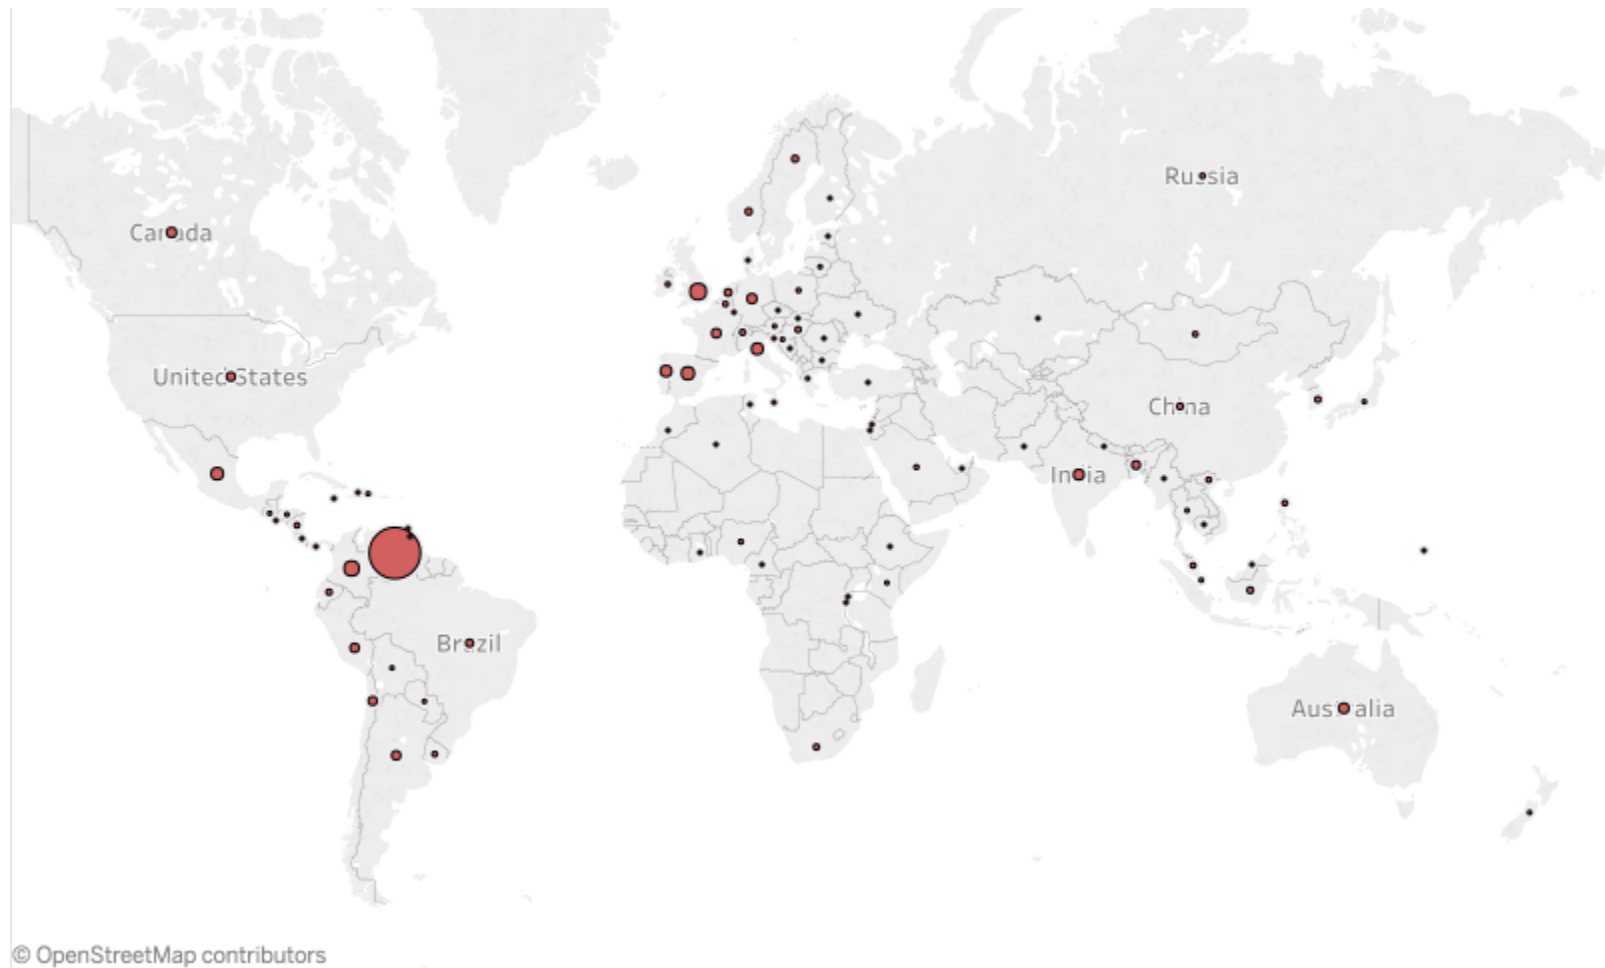 Russia
Canada
United States
China
India
Brazil
Australia
© OpenStreetMap contributors